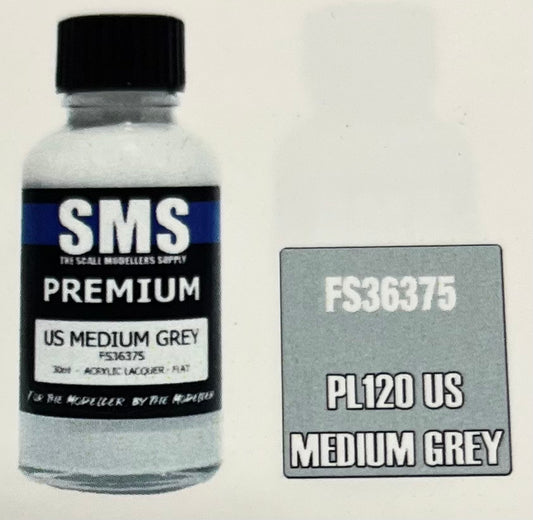 SMS
THE SCALE MODELLERS SUPPLY
PREMIUM
US MEDIUM GREY
FS36375
30ml - ACRYLIC LACQUER - FLAT
FOR THE MODELLER BY THE MODELLER
FS36375
PL120 US
MEDIUM GREY